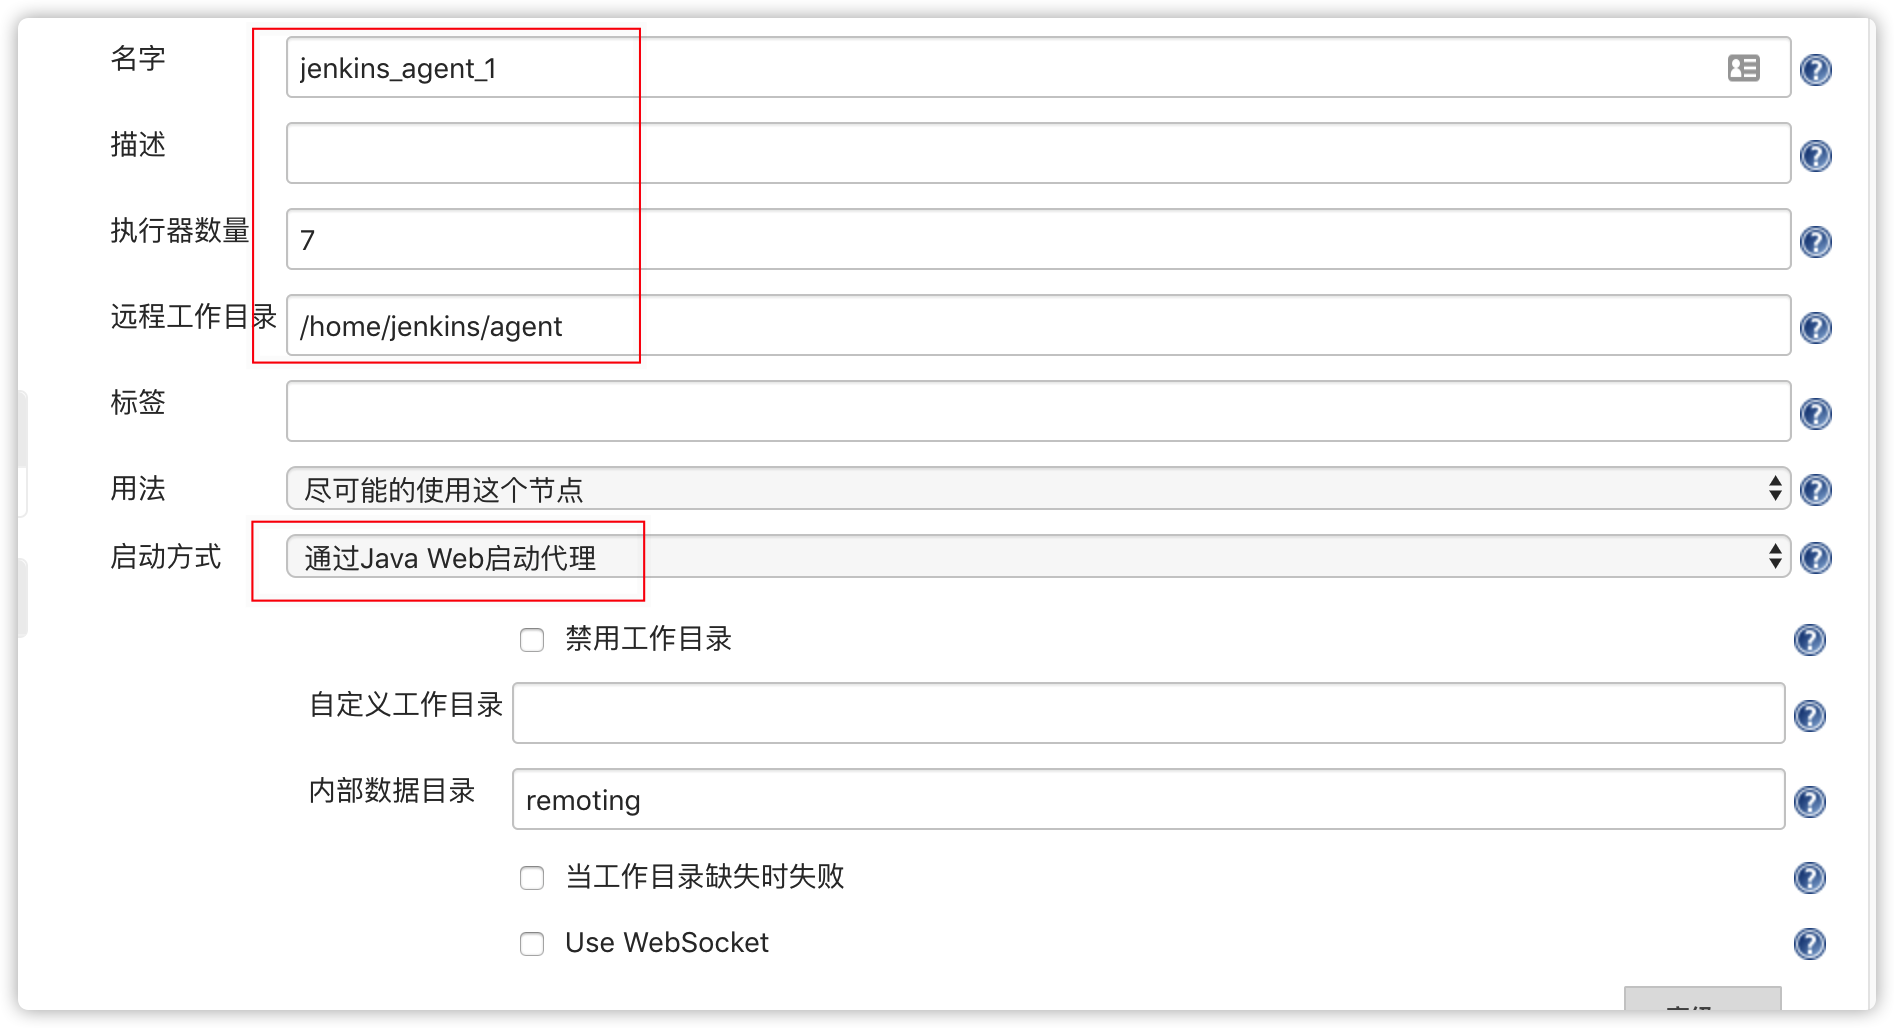 名字
jenkins_agent_1
描述
执行器数量
7
远程工作目录
/home/jenkins/agent
标签
用法
尽可能的使用这个节点
启动方式
通过Java Web启动代理
禁用工作目录
自定义工作目录
内部数据目录
remoting
当工作目录缺失时失败
Use WebSocket